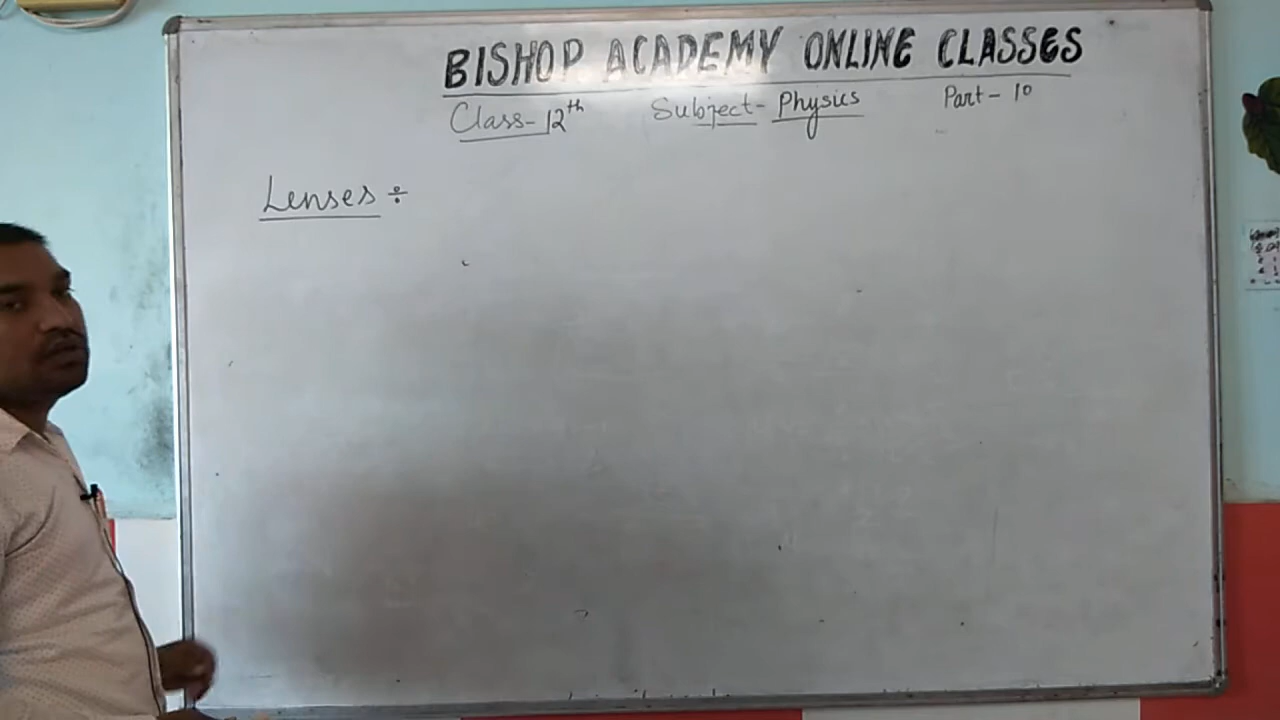 BISHOP ACADEMY ONLINE CLASSES
Class- 12th Subject- Physics Part- 10
Lenses ÷